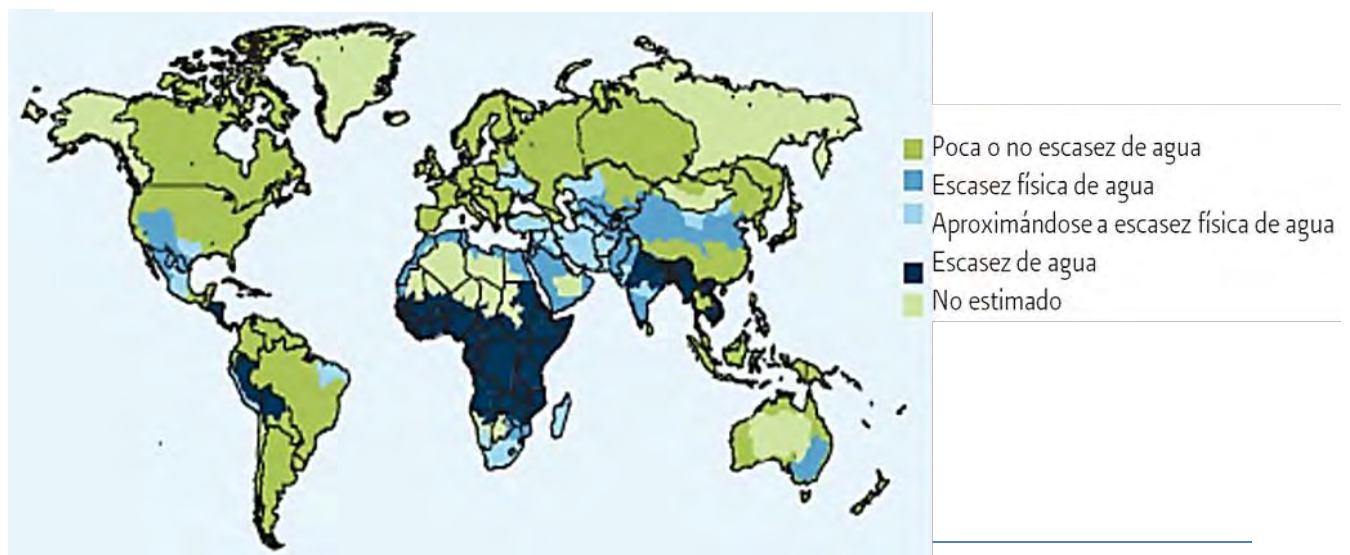 Poca o no escasez de agua
Escasez física de agua
Aproximándose a escasez física de agua
Escasez de agua
No estimado